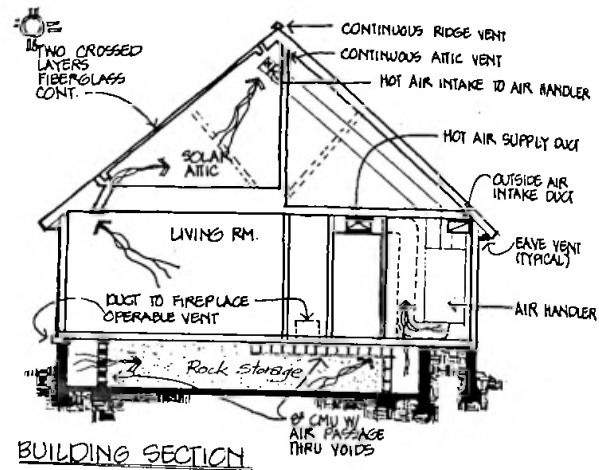 CONTINUOUS RIDGE VENT
TWO CROSSED
LAYERS
FIBERGLASS
CONT.
CONTINUOUS ATTIC VENT
HOT AIR INTAKE TO AIR HANDLER
HOT AIR SUPPLY DUCT
SOLAR
ATTIC
OUTSIDE AIR
INTAKE DUCT
LIVING RM.
EAVE VENT
(TYPICAL)
DUCT TO FIREPLACE
OPERABLE VENT
AIR HANDLER
Rock Storage
8" CMU W/
AIR PASSAGE
THRU VOIDS
BUILDING SECTION